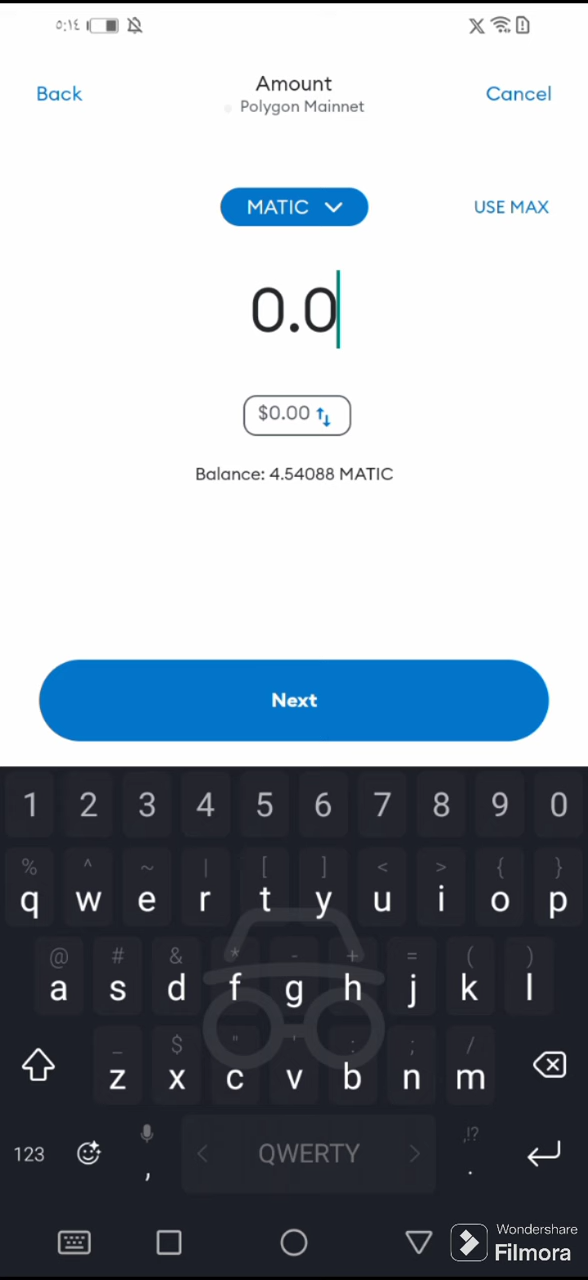 ٥:١٤
Back
Amount
Cancel
Polygon Mainnet
MATIC
USE MAX
0.0
$0.00
Balance: 4.54088 MATIC
Next
1 2 3 4 5 6 7 8 9 0
% ^ ~ | [ ] < > { }
q w e r t y u i o p
@ # & * - + = ( )
a s d f g h j k l
_ $ " ' : ; /
z x c v b n m
,!?
123 , < QWERTY > .
Wondershare
Filmora